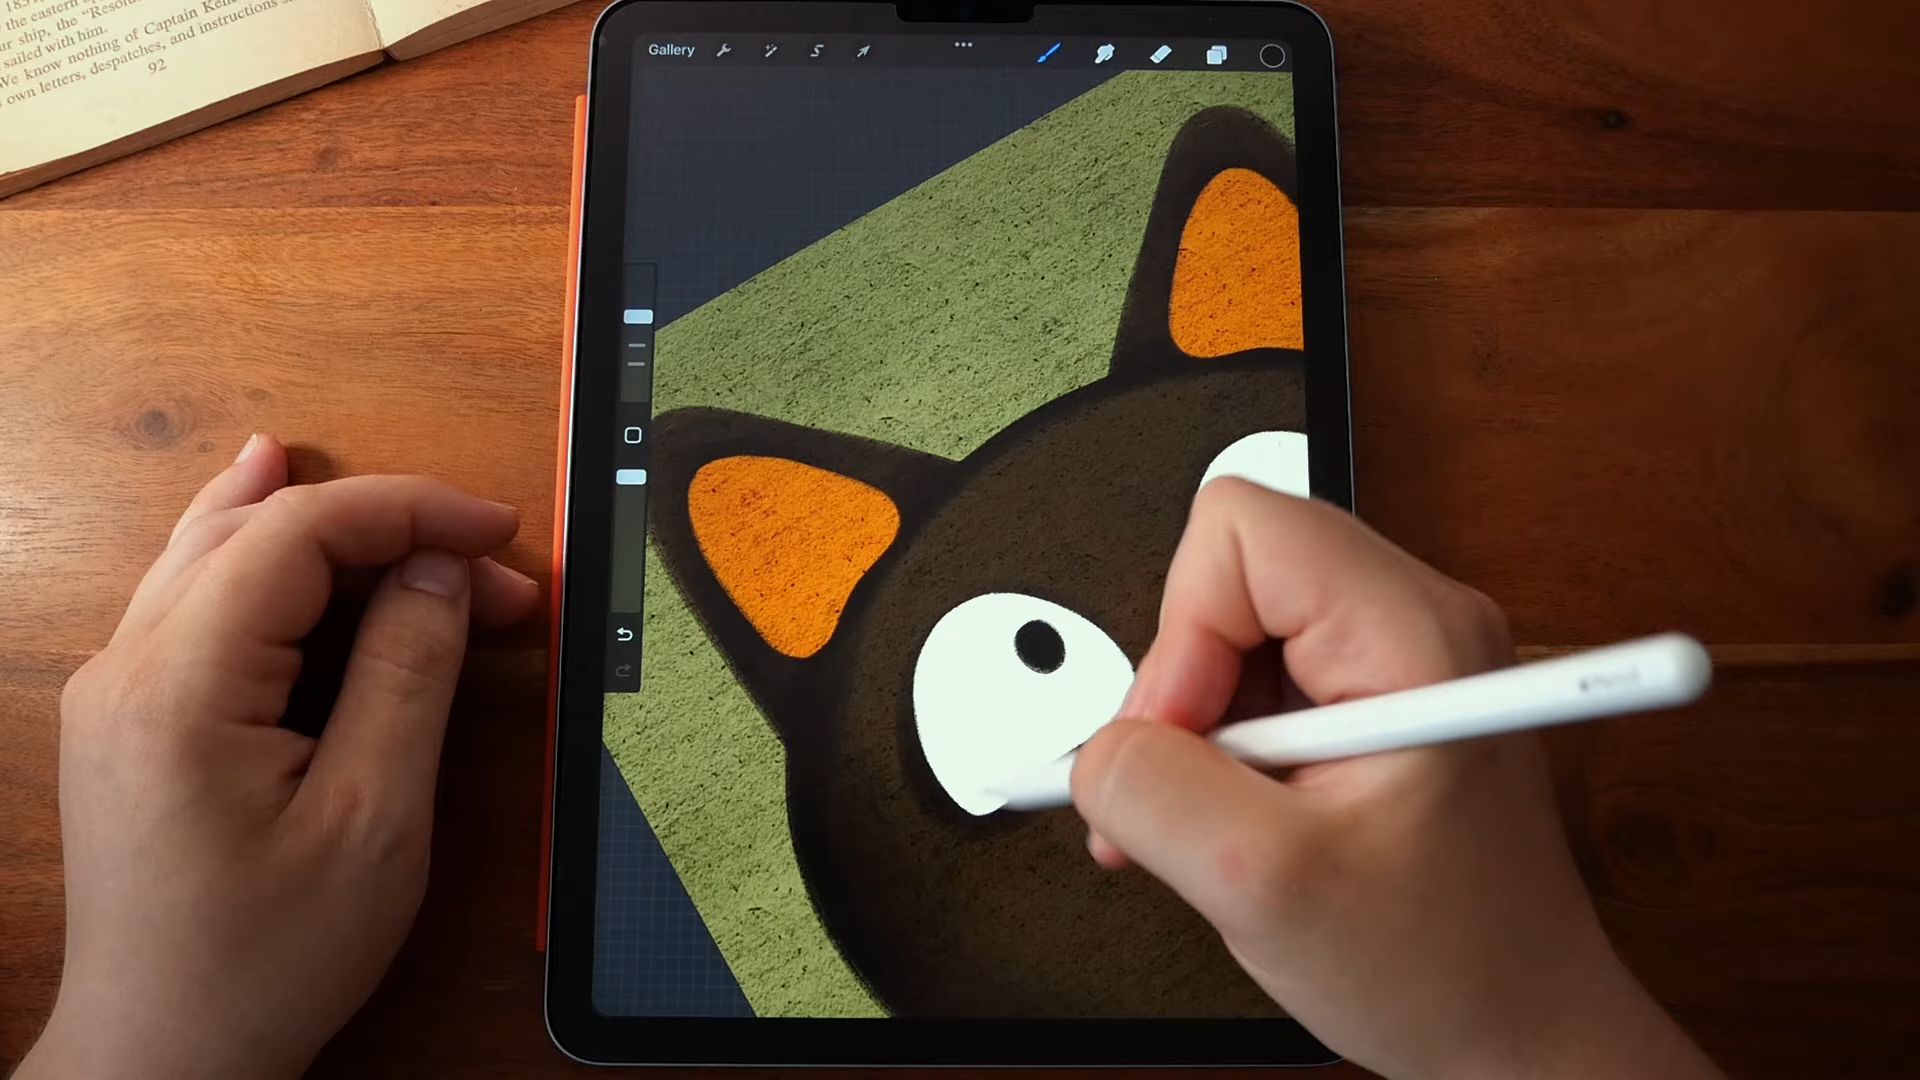 the eastern
ur ship, the "Resolu
sailed with him.
We know nothing of Captain
own letters, despatches, and instructions
92
Gallery